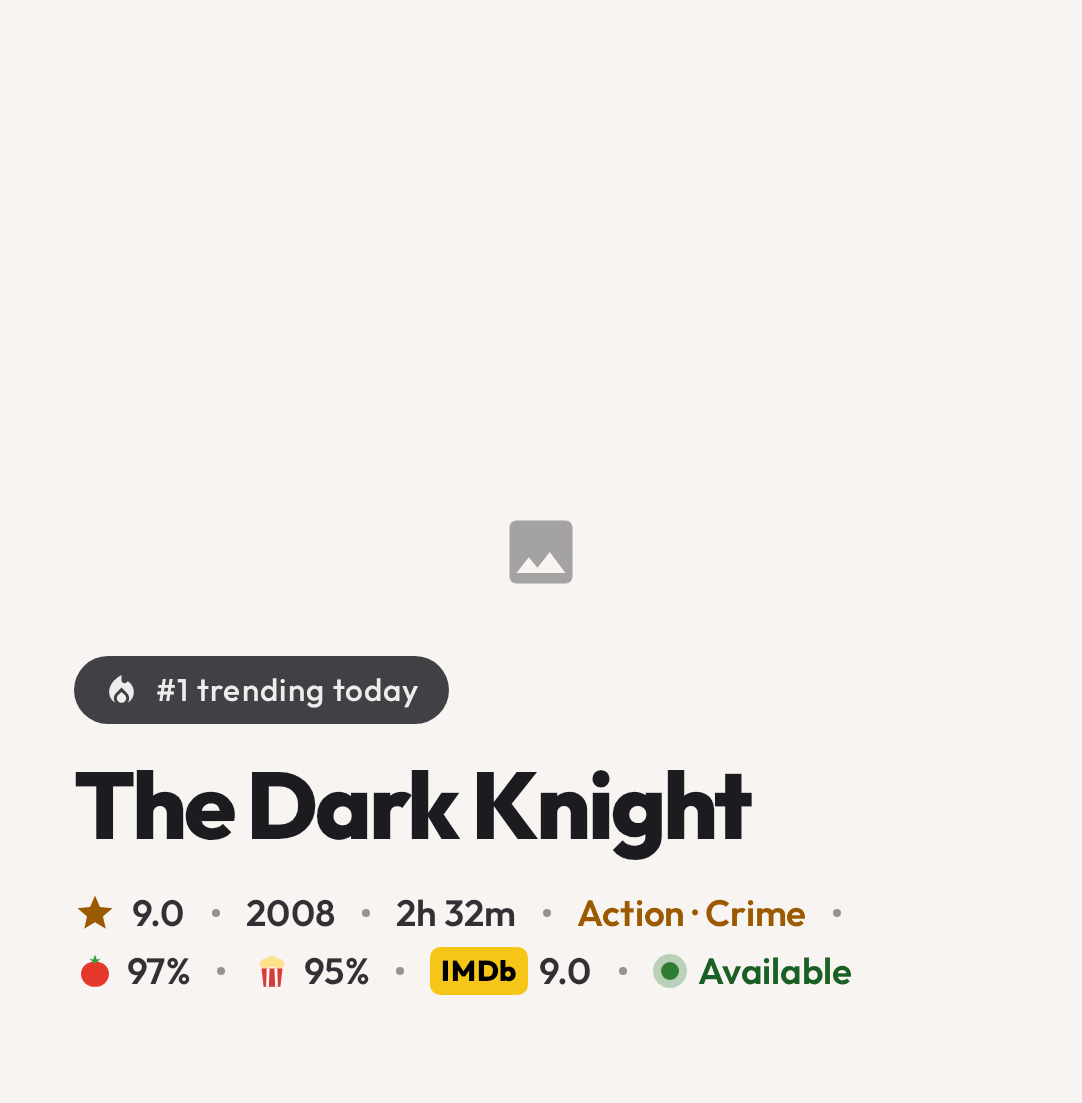 #1 trending today
The Dark Knight
9.0 • 2008 • 2h 32m • Action · Crime •
97% • 95% • IMDb 9.0 • Available